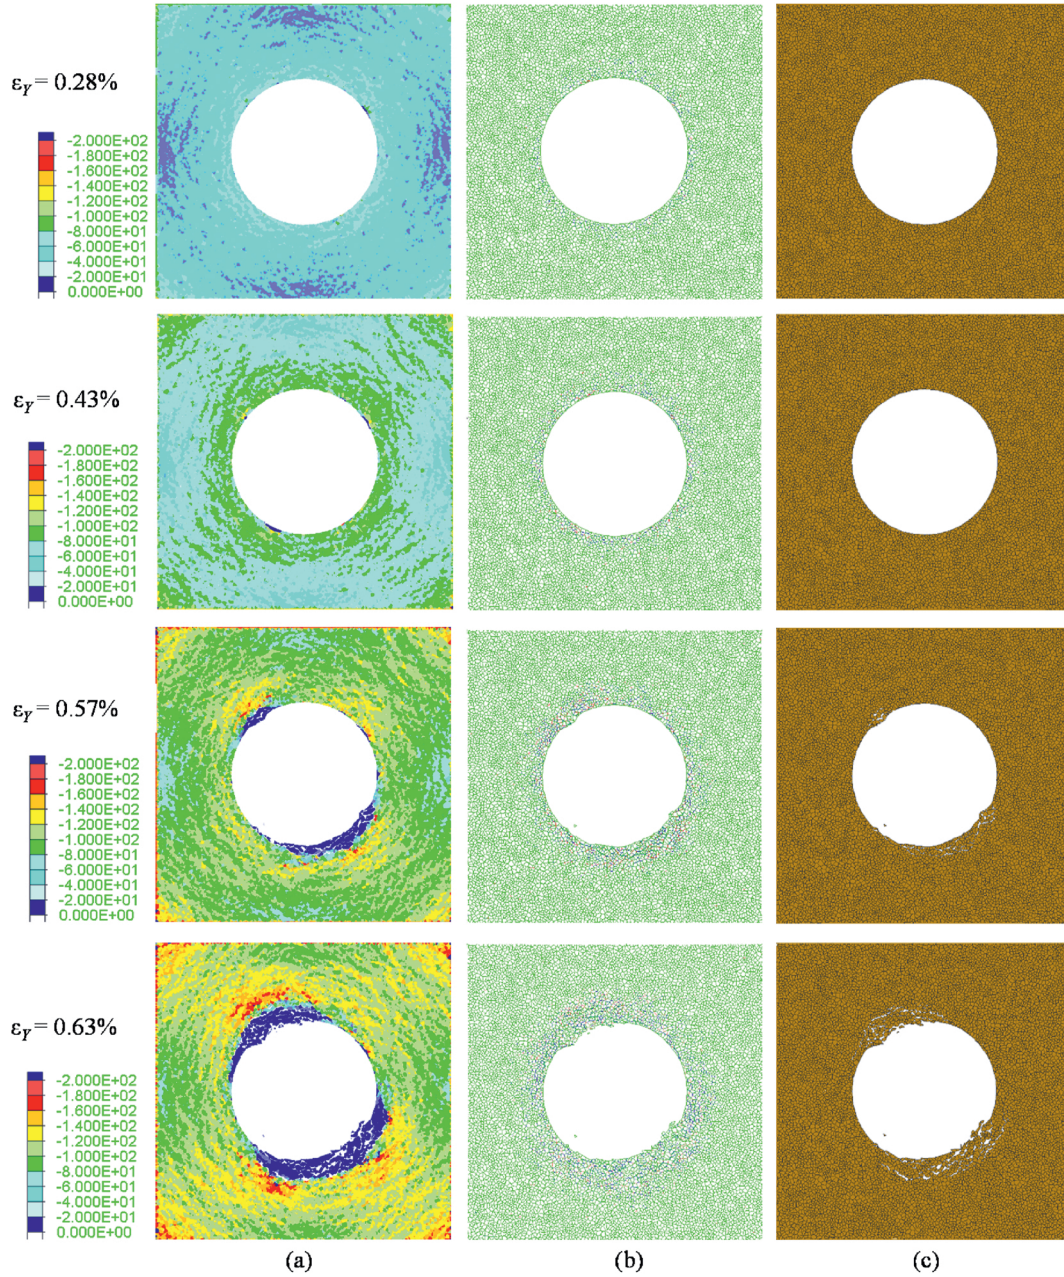 ε_Y = 0.28%
-2.000E+02
-1.800E+02
-1.600E+02
-1.400E+02
-1.200E+02
-1.000E+02
-8.000E+01
-6.000E+01
-4.000E+01
-2.000E+01
0.000E+00
ε_Y = 0.43%
-2.000E+02
-1.800E+02
-1.600E+02
-1.400E+02
-1.200E+02
-1.000E+02
-8.000E+01
-6.000E+01
-4.000E+01
-2.000E+01
0.000E+00
ε_Y = 0.57%
-2.000E+02
-1.800E+02
-1.600E+02
-1.400E+02
-1.200E+02
-1.000E+02
-8.000E+01
-6.000E+01
-4.000E+01
-2.000E+01
0.000E+00
ε_Y = 0.63%
-2.000E+02
-1.800E+02
-1.600E+02
-1.400E+02
-1.200E+02
-1.000E+02
-8.000E+01
-6.000E+01
-4.000E+01
-2.000E+01
0.000E+00
(a) (b) (c)